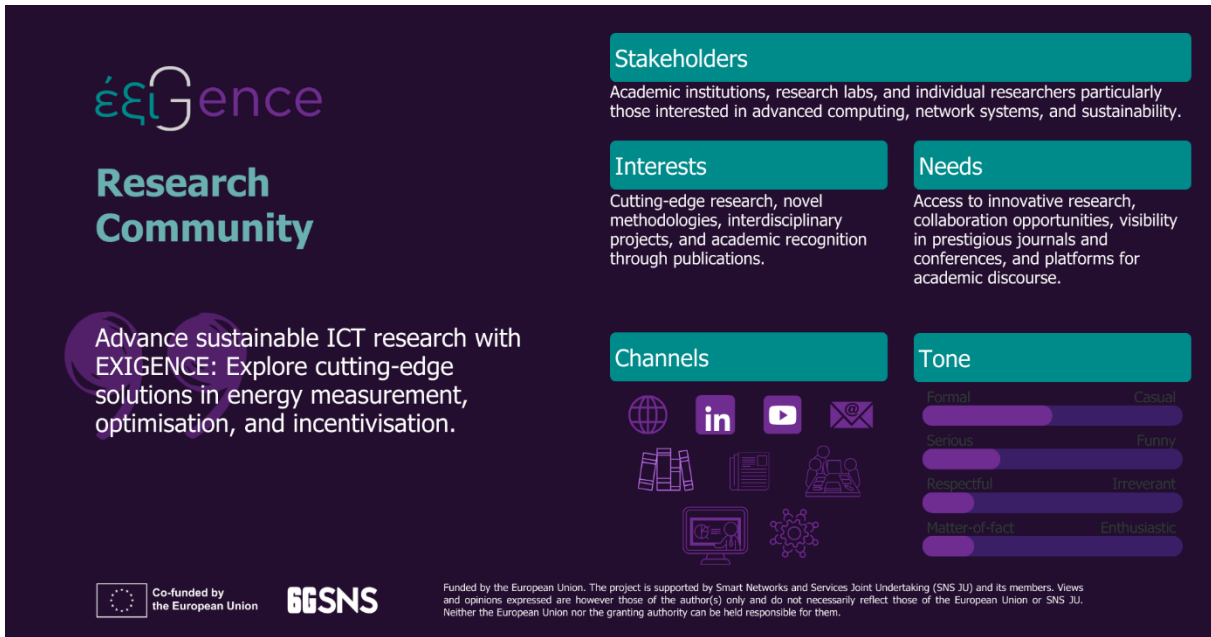 έξιGence
Research
Community
Advance sustainable ICT research with
EXIGENCE: Explore cutting-edge
solutions in energy measurement,
optimisation, and incentivisation.
Stakeholders
Academic institutions, research labs, and individual researchers particularly
those interested in advanced computing, network systems, and sustainability.
Interests
Cutting-edge research, novel
methodologies, interdisciplinary
projects, and academic recognition
through publications.
Needs
Access to innovative research,
collaboration opportunities, visibility
in prestigious journals and
conferences, and platforms for
academic discourse.
Channels
in
@
Tone
Formal Casual
Serious Funny
Respectful Irreverant
Matter-of-fact Enthusiastic
Co-funded by
the European Union
6GSNS
Funded by the European Union. The project is supported by Smart Networks and Services Joint Undertaking (SNS JU) and its members. Views
and opinions expressed are however those of the author(s) only and do not necessarily reflect those of the European Union or SNS JU.
Neither the European Union nor the granting authority can be held responsible for them.